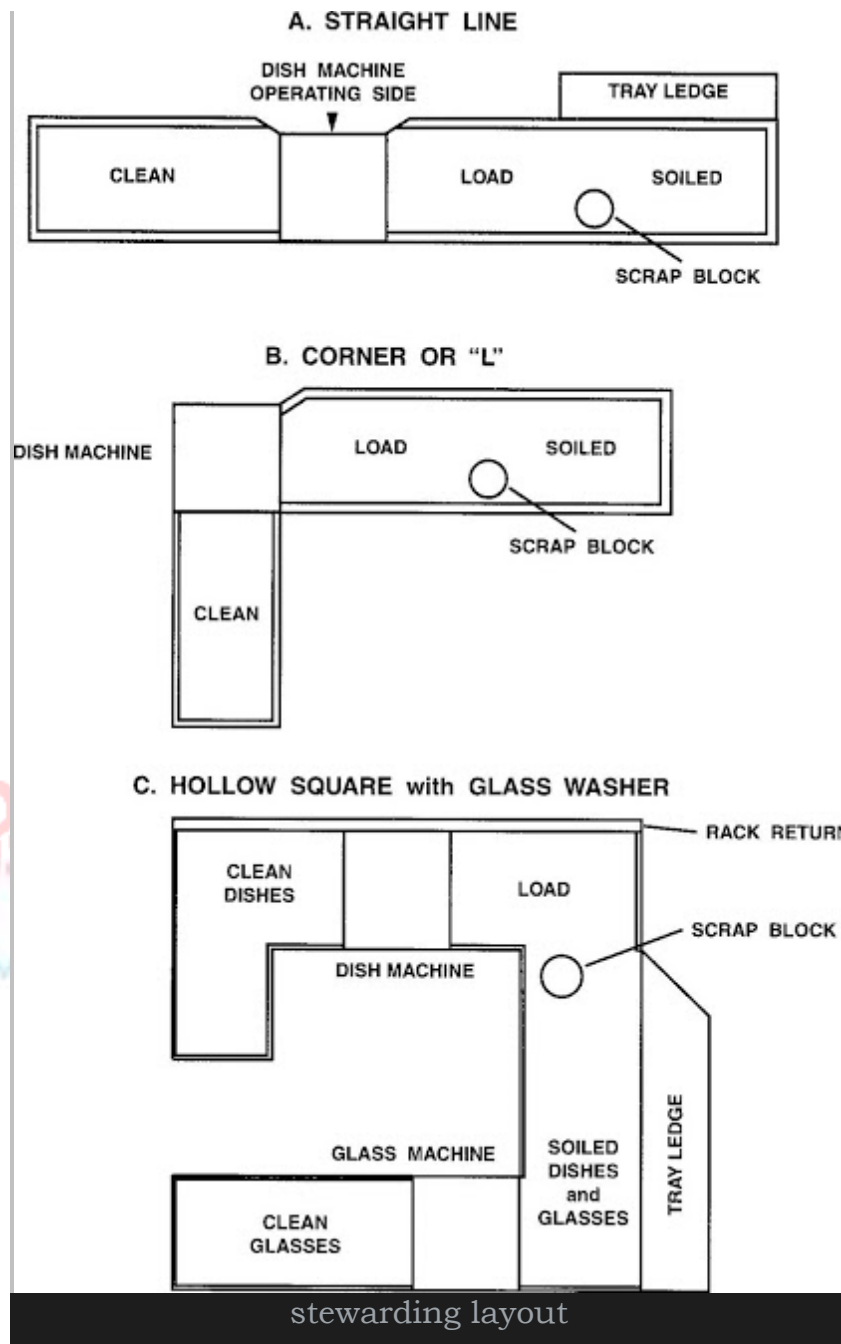 A. STRAIGHT LINE
DISH MACHINE
OPERATING SIDE
TRAY LEDGE
CLEAN
LOAD
SOILED
SCRAP BLOCK
B. CORNER OR "L"
DISH MACHINE
LOAD
SOILED
SCRAP BLOCK
CLEAN
C. HOLLOW SQUARE with GLASS WASHER
RACK RETURN
CLEAN
DISHES
LOAD
SCRAP BLOCK
DISH MACHINE
GLASS MACHINE
SOILED
DISHES
and
GLASSES
TRAY LEDGE
CLEAN
GLASSES
stewarding layout